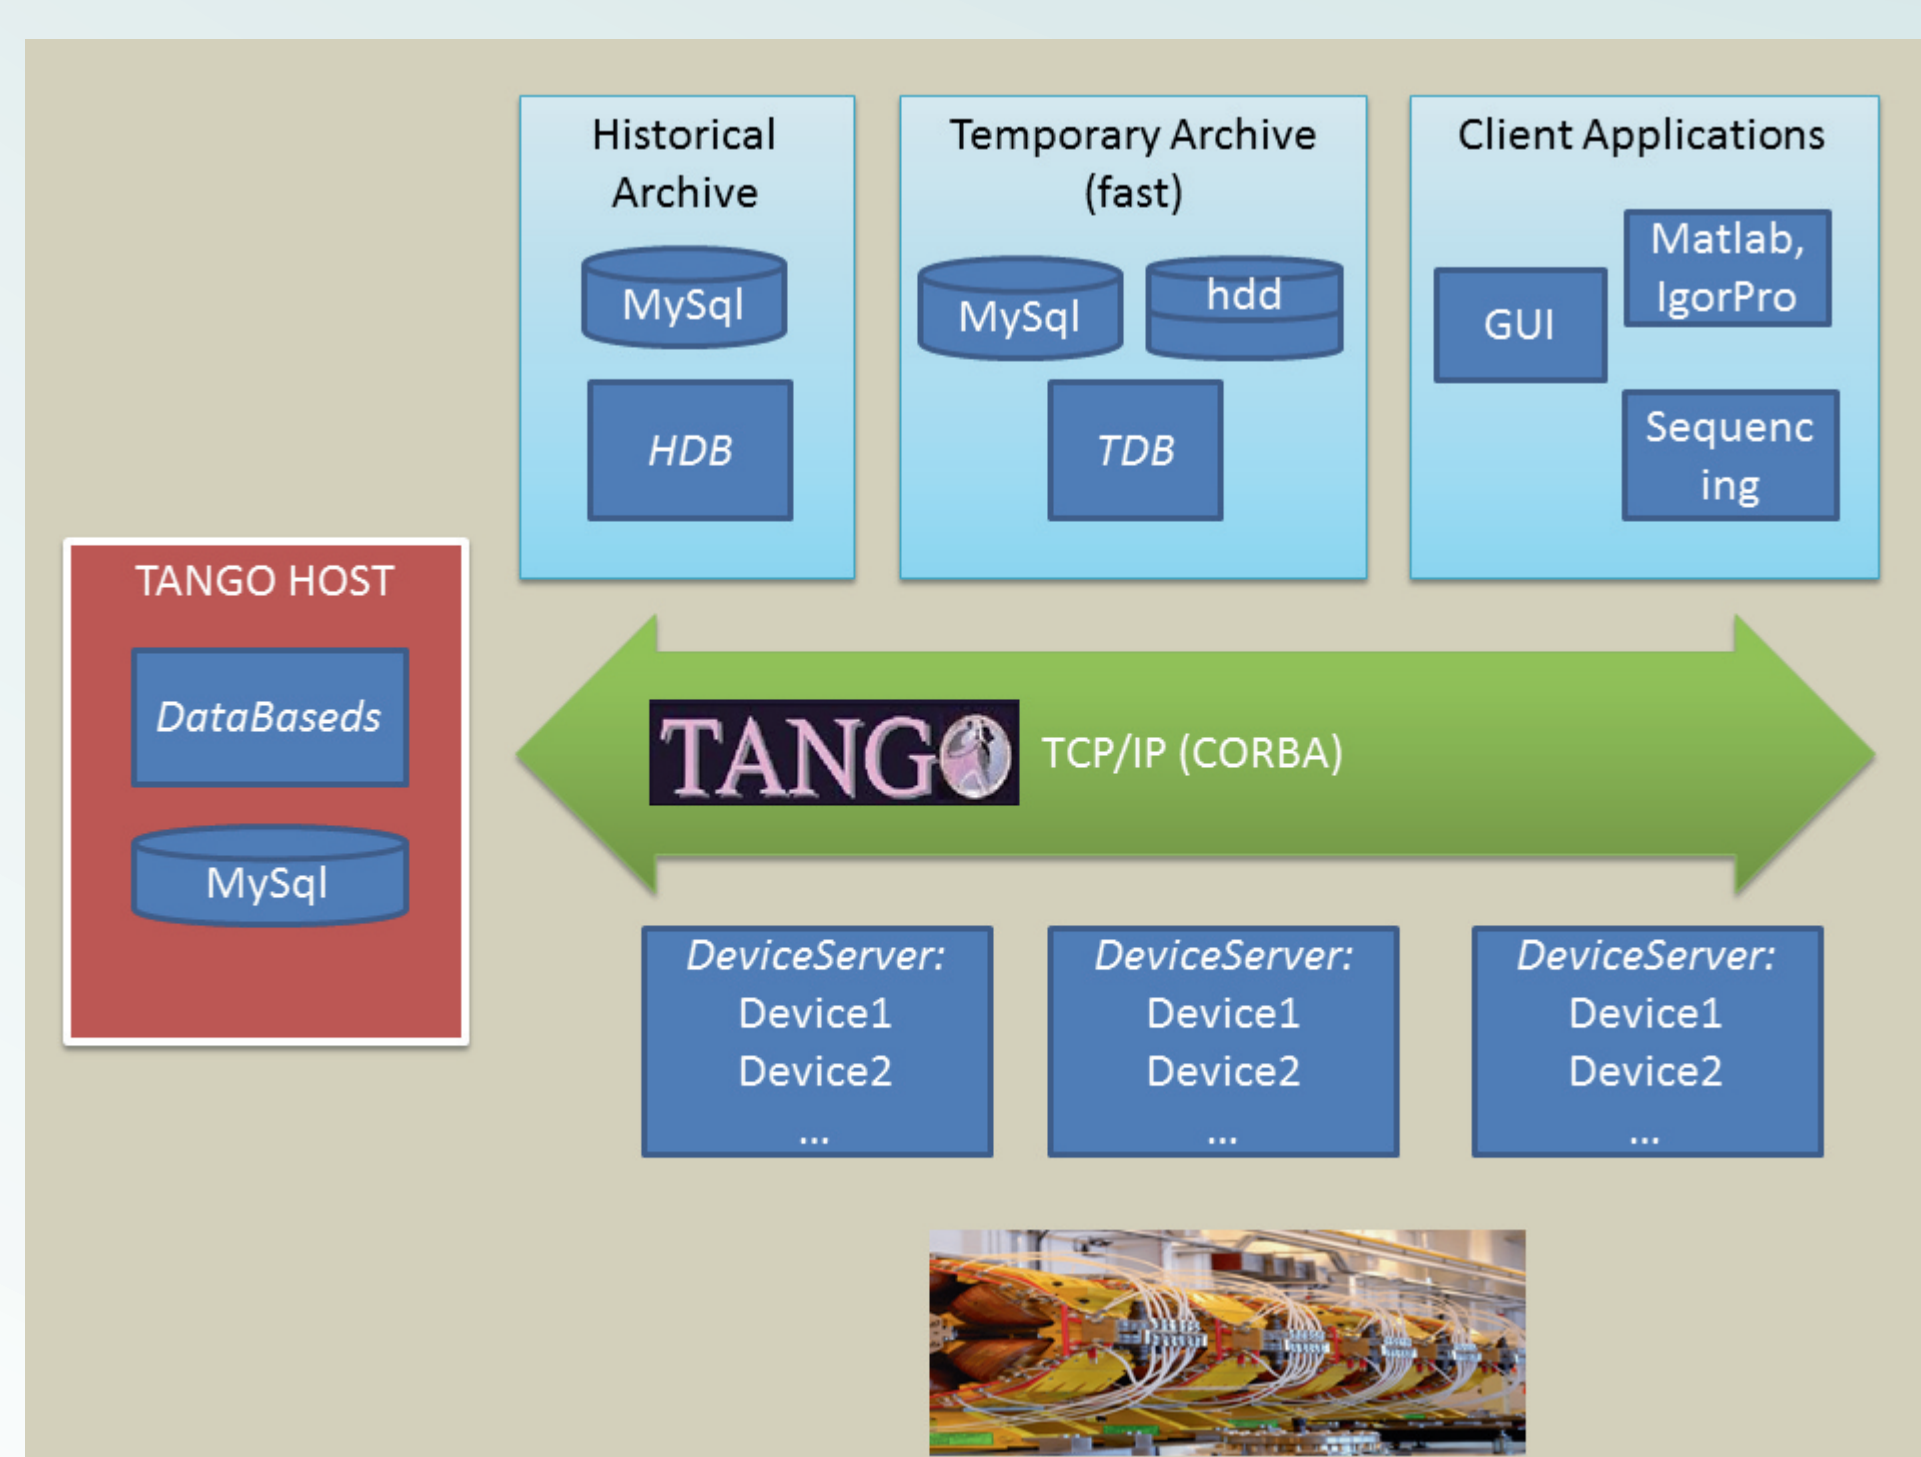 Historical
Archive
MySql
HDB
Temporary Archive
(fast)
MySql
hdd
TDB
Client Applications
Matlab,
IgorPro
GUI
Sequenc
ing
TANGO HOST
DataBaseds
MySql
TANGO
TCP/IP (CORBA)
DeviceServer:
Device1
Device2
...
DeviceServer:
Device1
Device2
...
DeviceServer:
Device1
Device2
...